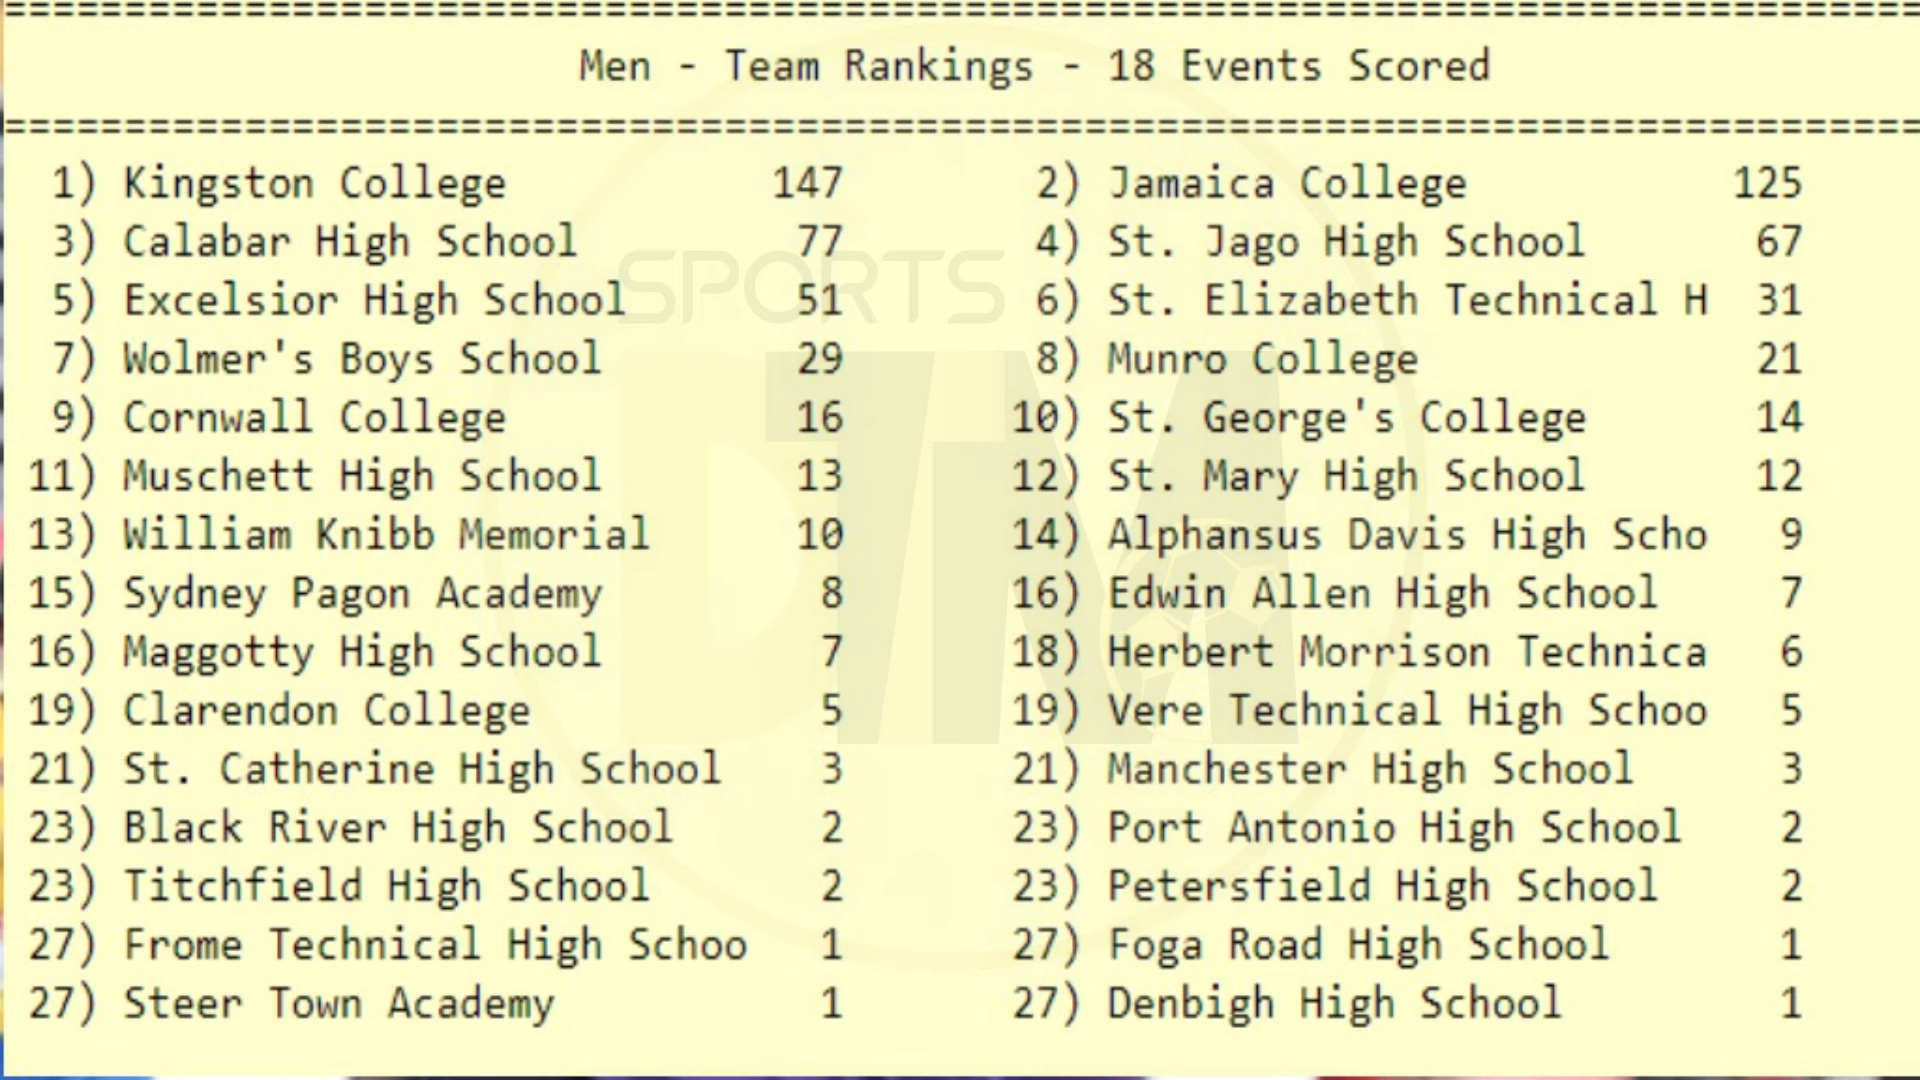 ================================================================================
Men - Team Rankings - 18 Events Scored
================================================================================
1) Kingston College 147 2) Jamaica College 125
3) Calabar High School 77 4) St. Jago High School 67
5) Excelsior High School 51 6) St. Elizabeth Technical H 31
7) Wolmer's Boys School 29 8) Munro College 21
9) Cornwall College 16 10) St. George's College 14
11) Muschett High School 13 12) St. Mary High School 12
13) William Knibb Memorial 10 14) Alphansus Davis High Scho 9
15) Sydney Pagon Academy 8 16) Edwin Allen High School 7
16) Maggotty High School 7 18) Herbert Morrison Technica 6
19) Clarendon College 5 19) Vere Technical High Schoo 5
21) St. Catherine High School 3 21) Manchester High School 3
23) Black River High School 2 23) Port Antonio High School 2
23) Titchfield High School 2 23) Petersfield High School 2
27) Frome Technical High Schoo 1 27) Foga Road High School 1
27) Steer Town Academy 1 27) Denbigh High School 1
SPORTS
DTM